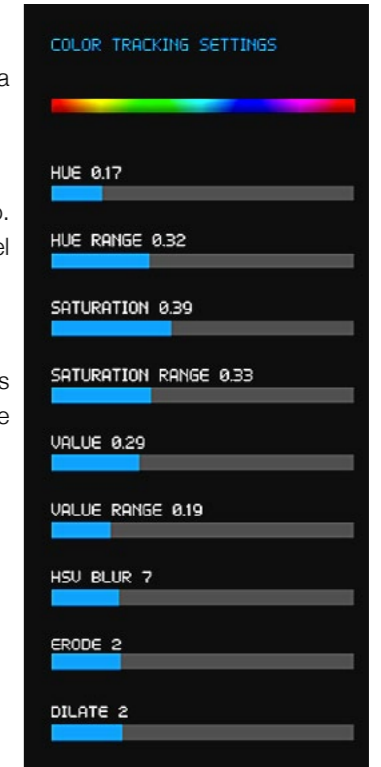 COLOR TRACKING SETTINGS
a
HUE 0.17
o.
HUE RANGE 0.32
el
SATURATION 0.39
s
SATURATION RANGE 0.33
e
VALUE 0.29
VALUE RANGE 0.19
HSV BLUR 7
ERODE 2
DILATE 2